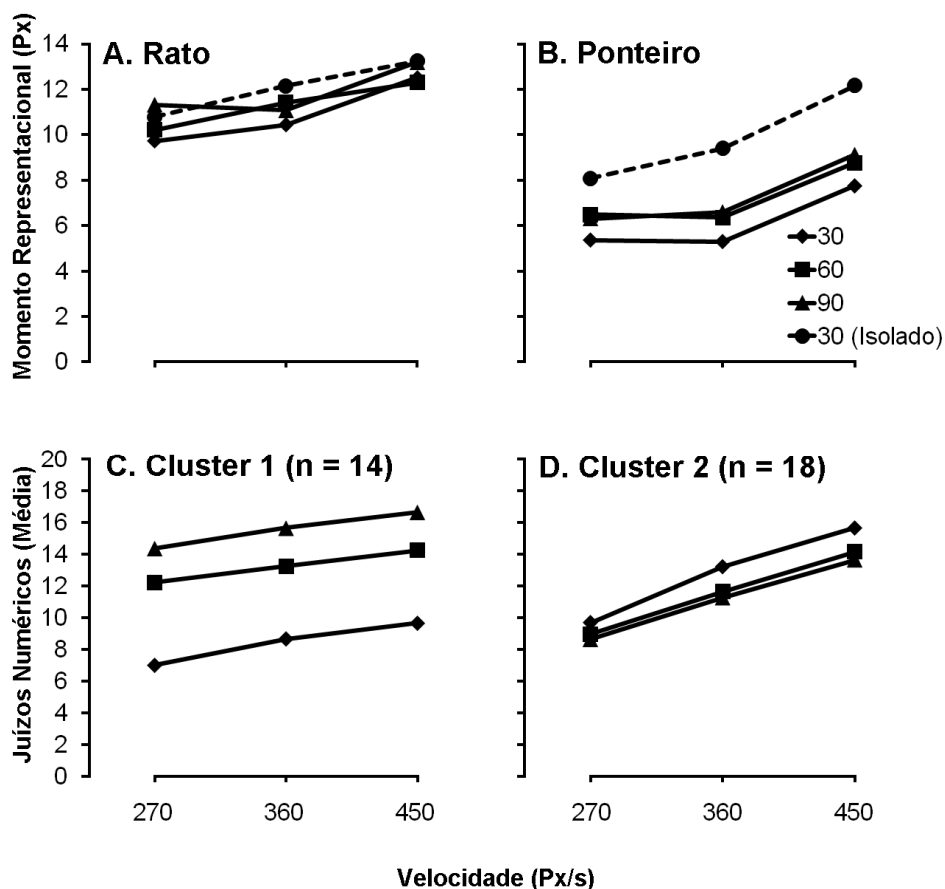 Momento Representacional (Px)
14
12
10
8
6
4
2
0
A. Rato
B. Ponteiro
30
60
90
30 (Isolado)
Juízos Numéricos (Média)
20
18
16
14
12
10
8
6
4
2
0
C. Cluster 1 (n = 14)
D. Cluster 2 (n = 18)
270 360 450
270 360 450
Velocidade (Px/s)